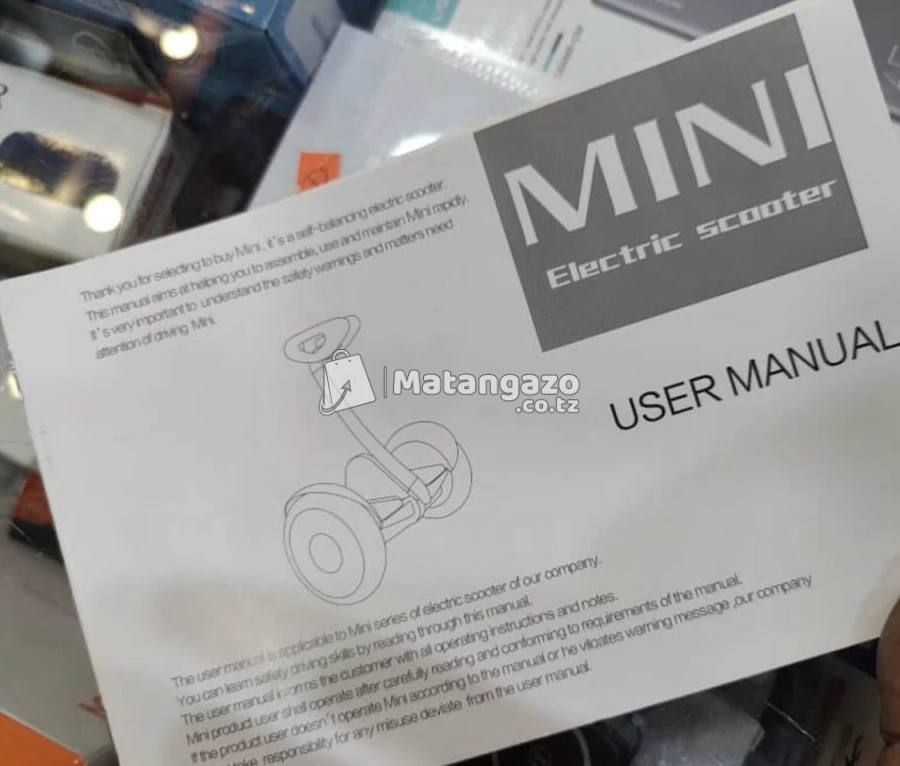 MINI
Electric scooter
USER MANUAL
Thank you for selecting to buy Mini, it's a self-balancing electric scooter.
This manual aims at helping you to assemble, use and maintain Mini rapidly.
It's very important to understand the safety warnings and matters need
attention of driving Mini.
Matangazo
.co.tz
The user manual is applicable to Mini series of electric scooter of our company.
You can learn safety driving skills by reading through this manual.
The user manual informs the customer with all operating instructions and notes.
Mini product user shall operate after carefully reading and conforming to requirements of the manual.
If the product user doesn't operate Mini according to the manual or he viloates warning message ,our company
take responsibility for any misuse deviate from the user manual.